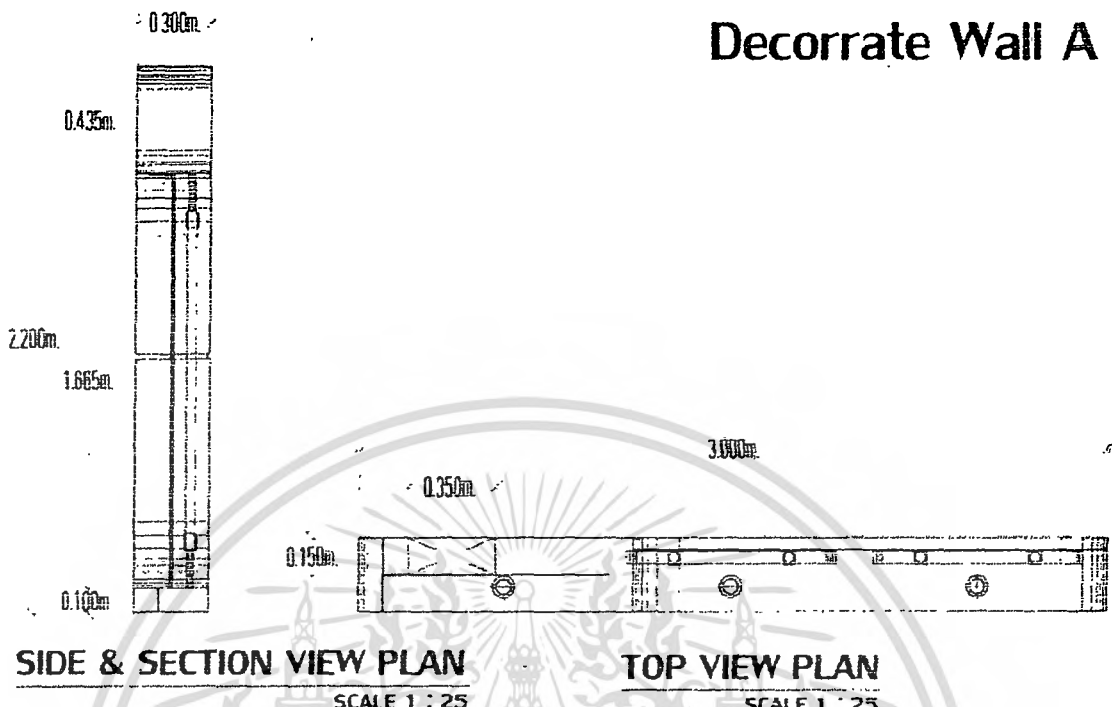 Decorrate Wall A
0.300m.
0.435m.
2.200m.
1.665m.
0.100m
3.000m.
0.350m.
0.150m.
SIDE & SECTION VIEW PLAN
SCALE 1 : 25
TOP VIEW PLAN
SCALE 1 : 25